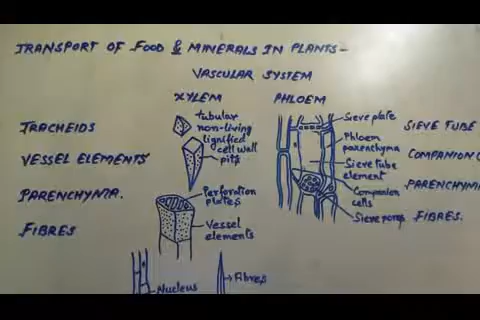 TRANSPORT OF FOOD & MINERALS IN PLANTS-
VASCULAR SYSTEM
XYLEM
PHLOEM
TRACHEIDS
VESSEL ELEMENTS
PARENCHYMA.
FIBRES
tubular
non-living
lignified
cell wall
pits
Perforation
plates
Vessel
elements
Nucleus
Fibres
Sieve plate
Phloem
parenchyma
Sieve tube
element
Companion
cells
Sieve pores
SIEVE TUBE
COMPANION C
PARENCHYMA
FIBRES.